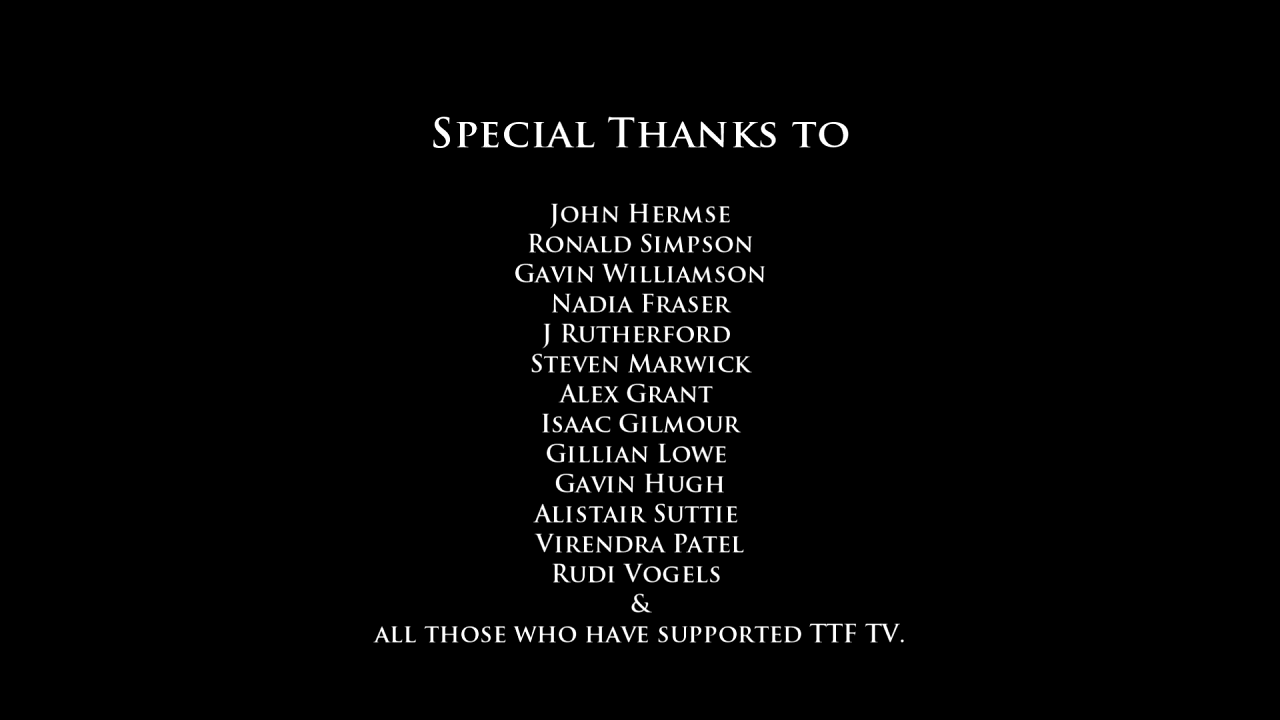 Special Thanks to
John Hermse
Ronald Simpson
Gavin Williamson
Nadia Fraser
J Rutherford
Steven Marwick
Alex Grant
Isaac Gilmour
Gillian Lowe
Gavin Hugh
Alistair Suttie
Virendra Patel
Rudi Vogels
&
all those who have supported TTF TV.